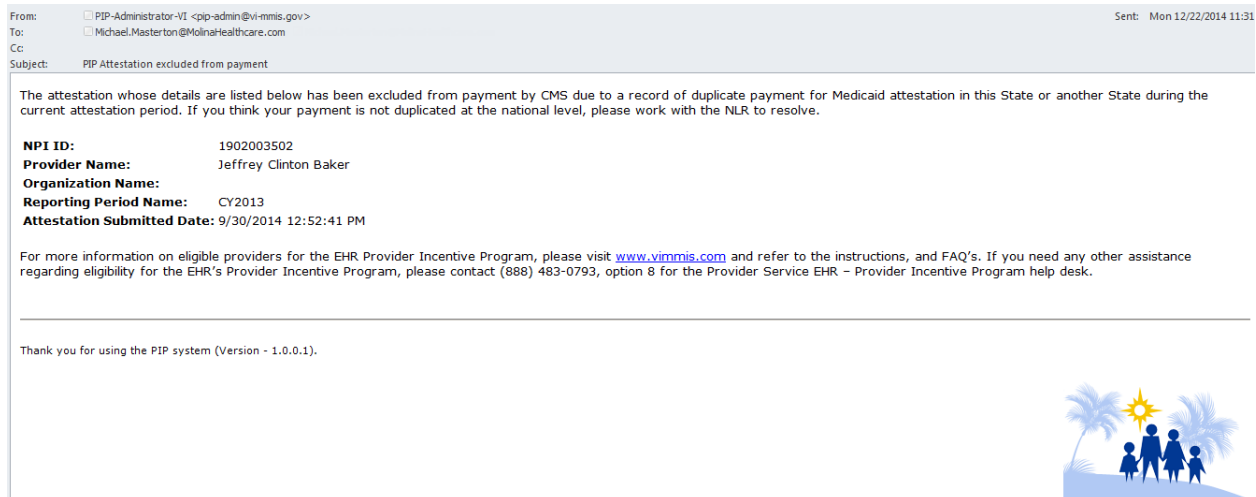 From: PIP-Administrator-VI <pip-admin@vi-mmis.gov> Sent: Mon 12/22/2014 11:31
To: Michael.Masterton@MolinaHealthcare.com
Cc:
Subject: PIP Attestation excluded from payment
The attestation whose details are listed below has been excluded from payment by CMS due to a record of duplicate payment for Medicaid attestation in this State or another State during the
current attestation period. If you think your payment is not duplicated at the national level, please work with the NLR to resolve.
NPI ID: 1902003502
Provider Name: Jeffrey Clinton Baker
Organization Name:
Reporting Period Name: CY2013
Attestation Submitted Date: 9/30/2014 12:52:41 PM
For more information on eligible providers for the EHR Provider Incentive Program, please visit www.vimmis.com and refer to the instructions, and FAQ's. If you need any other assistance
regarding eligibility for the EHR's Provider Incentive Program, please contact (888) 483-0793, option 8 for the Provider Service EHR – Provider Incentive Program help desk.
Thank you for using the PIP system (Version - 1.0.0.1).